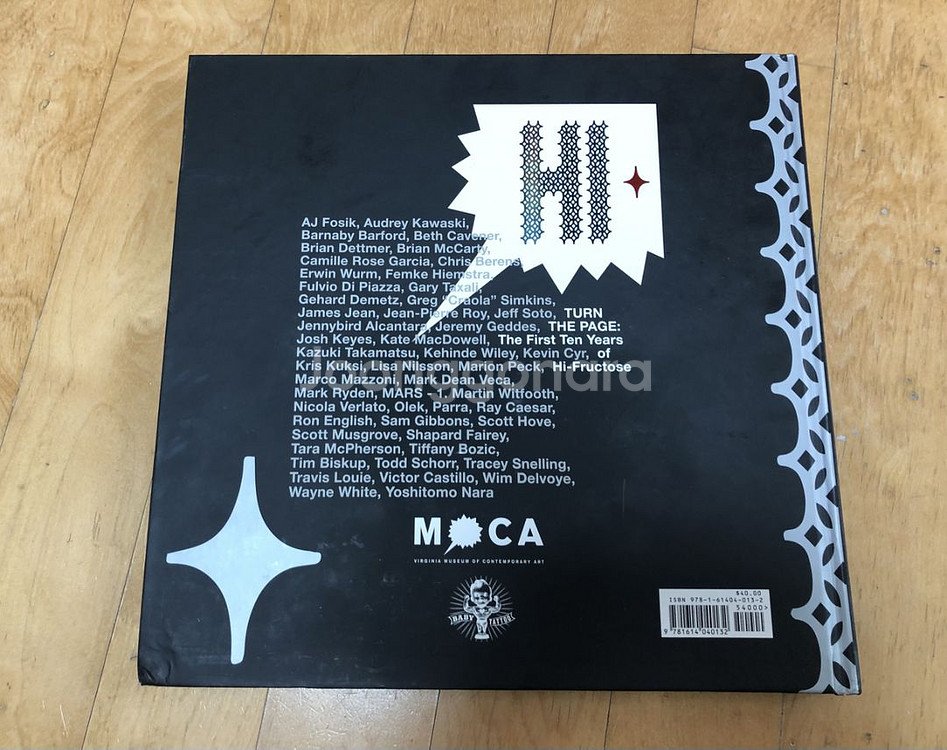 HI
AJ Fosik, Audrey Kawaski,
Barnaby Barford, Beth Cavener,
Brian Dettmer, Brian McCarty,
Camille Rose Garcia, Chris Berens,
Erwin Wurm, Femke Hiemstra,
Fulvio Di Piazza, Gary Taxali,
Gehard Demetz, Greg "Craola" Simkins,
James Jean, Jean-Pierre Roy, Jeff Soto, TURN
Jennybird Alcantara, Jeremy Geddes, THE PAGE:
Josh Keyes, Kate MacDowell, The First Ten Years
Kazuki Takamatsu, Kehinde Wiley, Kevin Cyr, of
Kris Kuksi, Lisa Nilsson, Marion Peck, Hi-Fructose
Marco Mazzoni, Mark Dean Veca,
Mark Ryden, MARS – 1, Martin Witfooth,
Nicola Verlato, Olek, Parra, Ray Caesar,
Ron English, Sam Gibbons, Scott Hove,
Scott Musgrove, Shapard Fairey,
Tara McPherson, Tiffany Bozic,
Tim Biskup, Todd Schorr, Tracey Snelling,
Travis Louie, Victor Castillo, Wim Delvoye,
Wayne White, Yoshitomo Nara
joonggonara
MOCA
VIRGINIA MUSEUM OF CONTEMPORARY ART
BABY TATTOO
$40.00
ISBN 978-1-61404-013-2
54000>
9 781614 040132